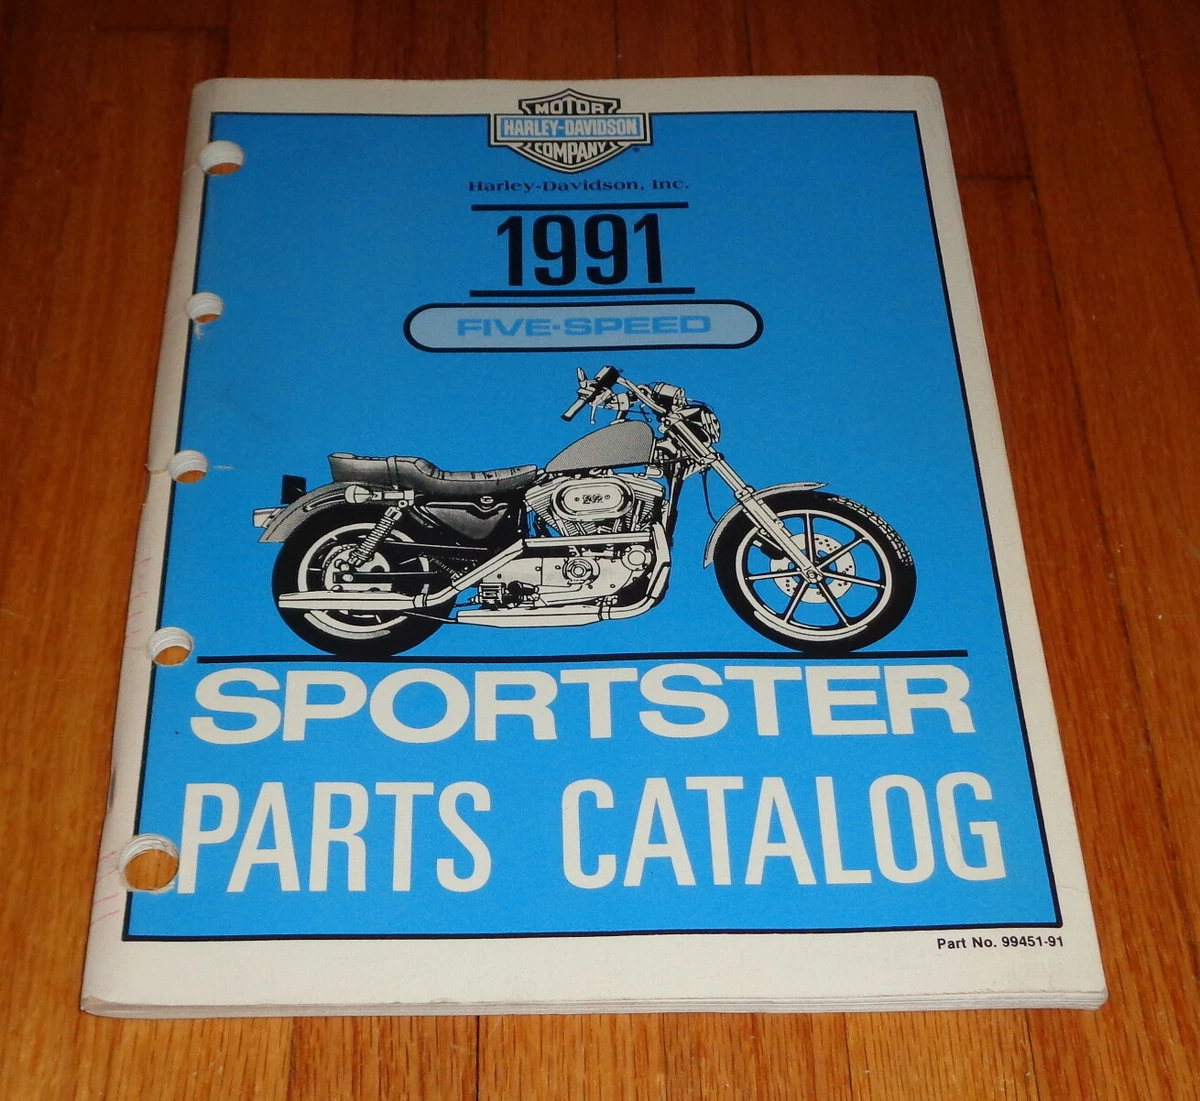 MOTOR
HARLEY-DAVIDSON
COMPANY
®
Harley-Davidson, Inc.
1991
FIVE-SPEED
SPORTSTER
PARTS CATALOG
Part No. 99451-91